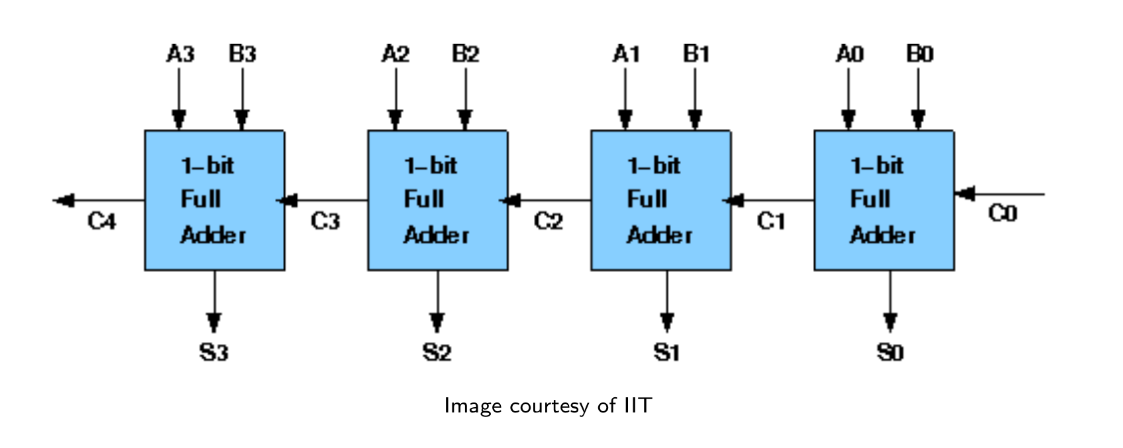 A3 B3 A2 B2 A1 B1 A0 B0
1-bit 1-bit 1-bit 1-bit
Full Full Full Full
Adder Adder Adder Adder
C4 C3 C2 C1 C0
S3 S2 S1 S0
Image courtesy of IIT